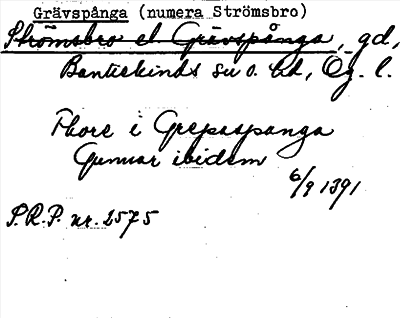 Grävspånga (numera Strömsbro)
Strömsbro el Grävspånga, gd,
Bankekinds sn o. hd, Ög. l.
Thore i Grepaspanga
Gunnar ibidem
6/9 1391
S.R.P. nr. 2575